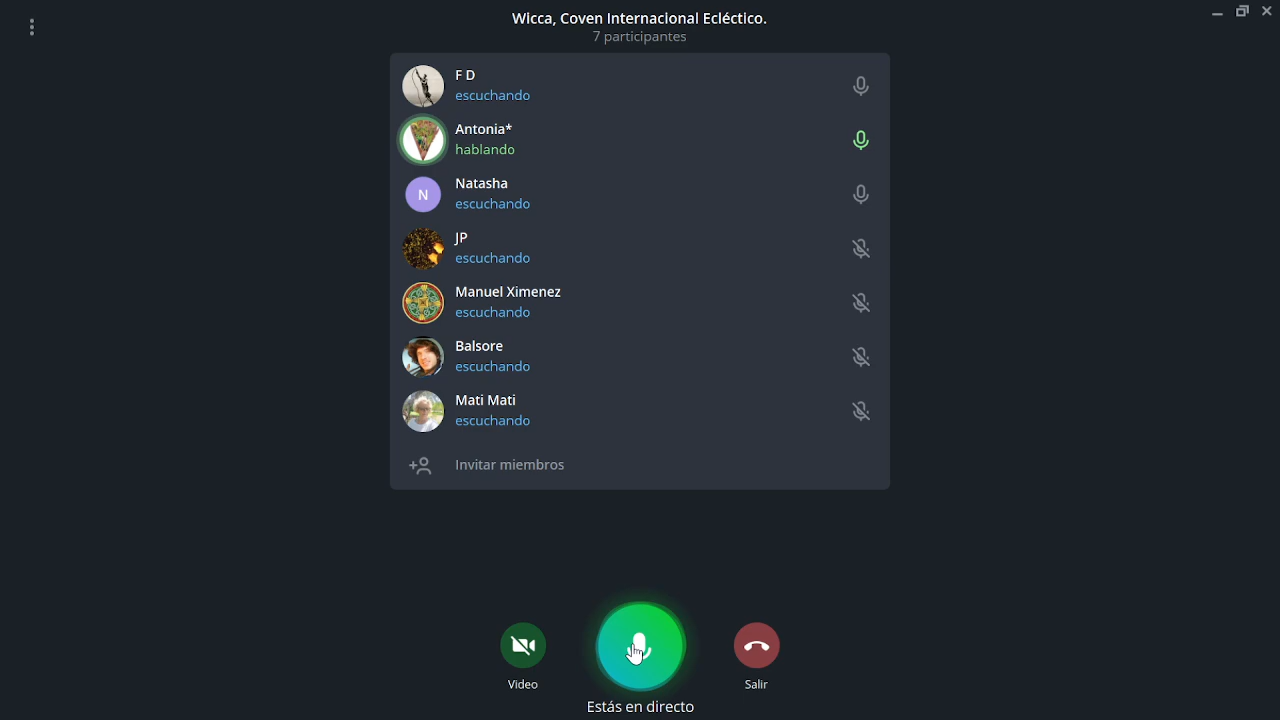 Wicca, Coven Internacional Ecléctico.
7 participantes
F D
escuchando
Antonia*
hablando
N
Natasha
escuchando
JP
escuchando
Manuel Ximenez
escuchando
Balsore
escuchando
Mati Mati
escuchando
Invitar miembros
Video
Salir
Estás en directo